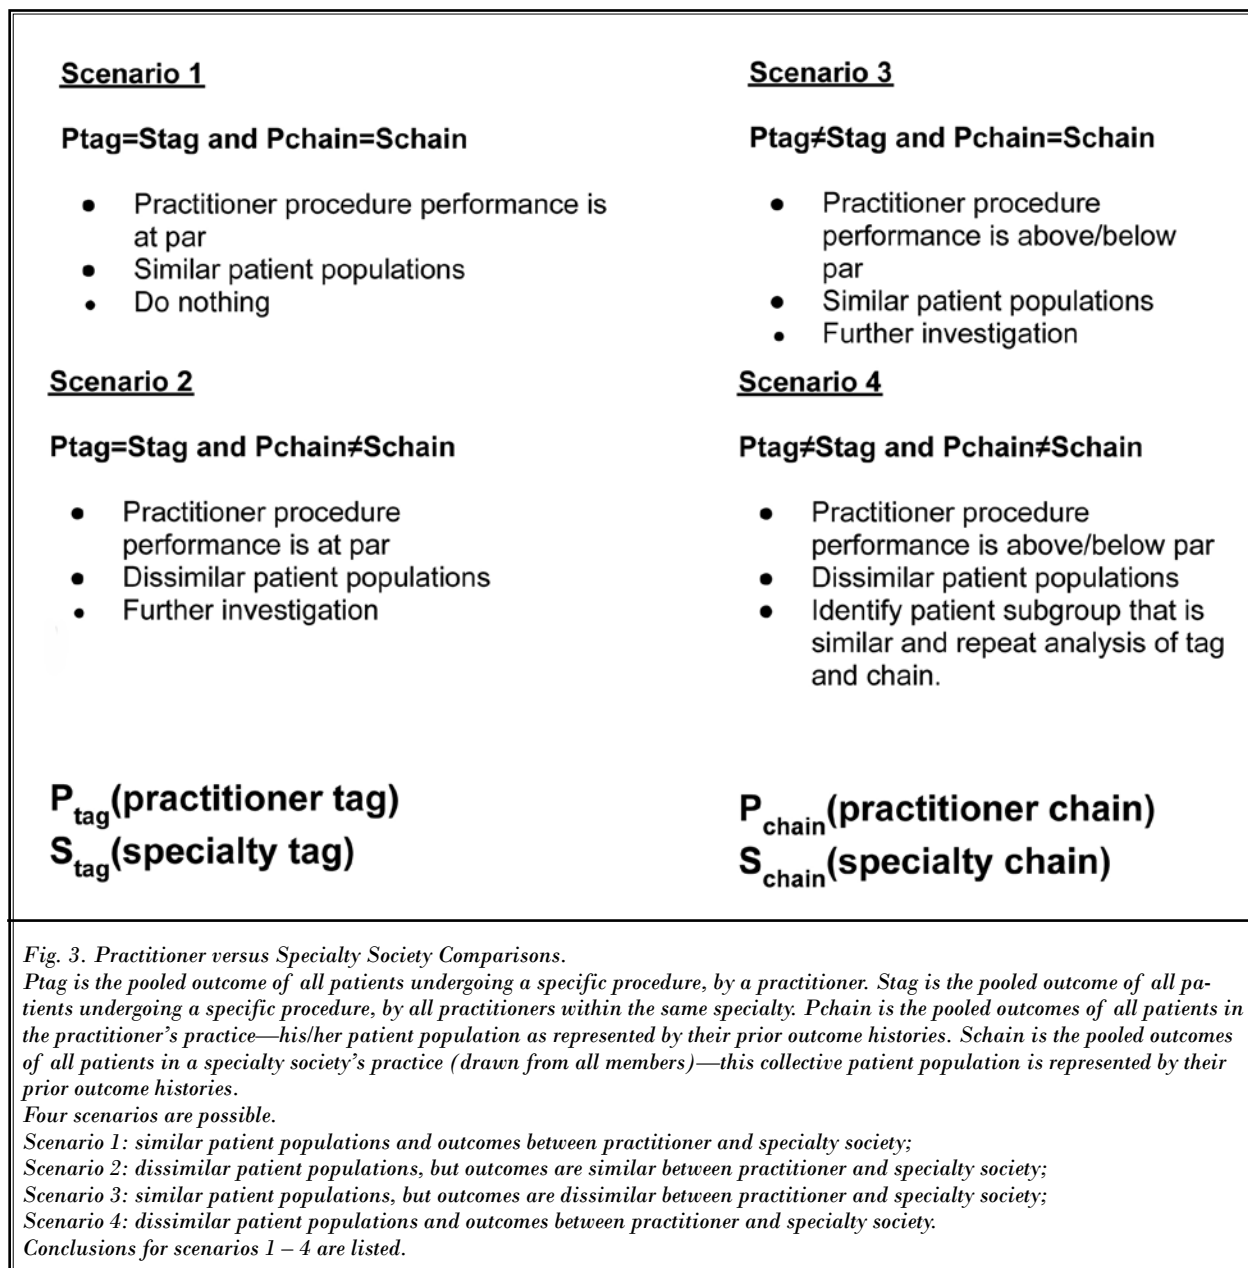 Scenario 1
Ptag=Stag and Pchain=Schain
● Practitioner procedure performance is
at par
● Similar patient populations
● Do nothing
Scenario 2
Ptag=Stag and Pchain≠Schain
● Practitioner procedure
performance is at par
● Dissimilar patient populations
● Further investigation
Scenario 3
Ptag≠Stag and Pchain=Schain
● Practitioner procedure
performance is above/below
par
● Similar patient populations
● Further investigation
Scenario 4
Ptag≠Stag and Pchain≠Schain
● Practitioner procedure
performance is above/below par
● Dissimilar patient populations
● Identify patient subgroup that is
similar and repeat analysis of tag
and chain.
Ptag(practitioner tag)
Stag(specialty tag)
Pchain(practitioner chain)
Schain(specialty chain)
Fig. 3. Practitioner versus Specialty Society Comparisons.
Ptag is the pooled outcome of all patients undergoing a specific procedure, by a practitioner. Stag is the pooled outcome of all pa-
tients undergoing a specific procedure, by all practitioners within the same specialty. Pchain is the pooled outcomes of all patients in
the practitioner's practice—his/her patient population as represented by their prior outcome histories. Schain is the pooled outcomes
of all patients in a specialty society's practice (drawn from all members)—this collective patient population is represented by their
prior outcome histories.
Four scenarios are possible.
Scenario 1: similar patient populations and outcomes between practitioner and specialty society;
Scenario 2: dissimilar patient populations, but outcomes are similar between practitioner and specialty society;
Scenario 3: similar patient populations, but outcomes are dissimilar between practitioner and specialty society;
Scenario 4: dissimilar patient populations and outcomes between practitioner and specialty society.
Conclusions for scenarios 1 – 4 are listed.